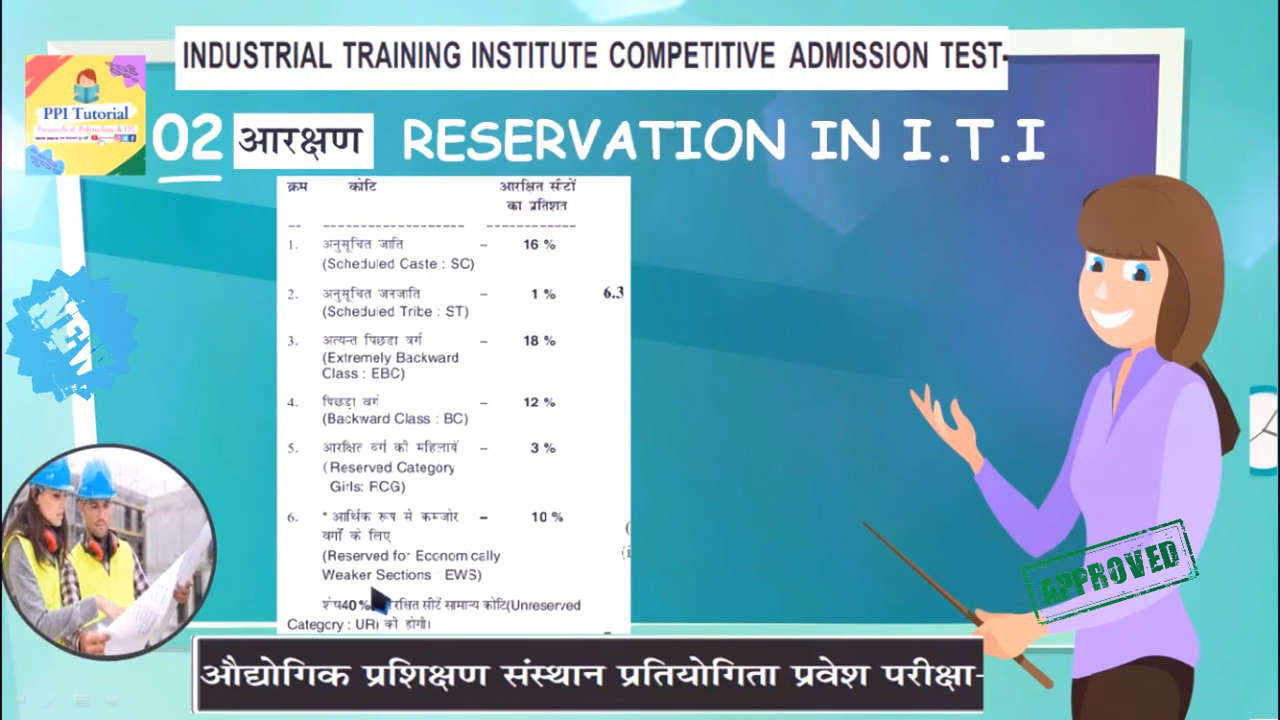 INDUSTRIAL TRAINING INSTITUTE COMPETITIVE ADMISSION TEST-
PPI Tutorial
02 आरक्षण RESERVATION IN I.T.I
क्रम कोटि आरक्षित सीटों
का प्रतिशत
1. अनुसूचित जाति – 16 %
(Scheduled Caste : SC)
2. अनुसूचित जनजाति – 1 % 6.3
(Scheduled Tribe : ST)
3. अत्यन्त पिछडा वर्ग – 18 %
(Extremely Backward
Class : EBC)
4. पिछड़ा वर्ग – 12 %
(Backward Class : BC)
5. आरक्षित वर्ग की महिलायें – 3 %
(Reserved Category
Girls: RCG)
6. * आर्थिक रूप से कमजोर – 10 %
वर्गों के लिए
(Reserved for Economically
Weaker Sections : EWS)
शेष 40% सीटें सामान्य कोटि(Unreserved
Category : UR) की होगी।
NEW
APPROVED
औद्योगिक प्रशिक्षण संस्थान प्रतियोगिता प्रवेश परीक्षा-